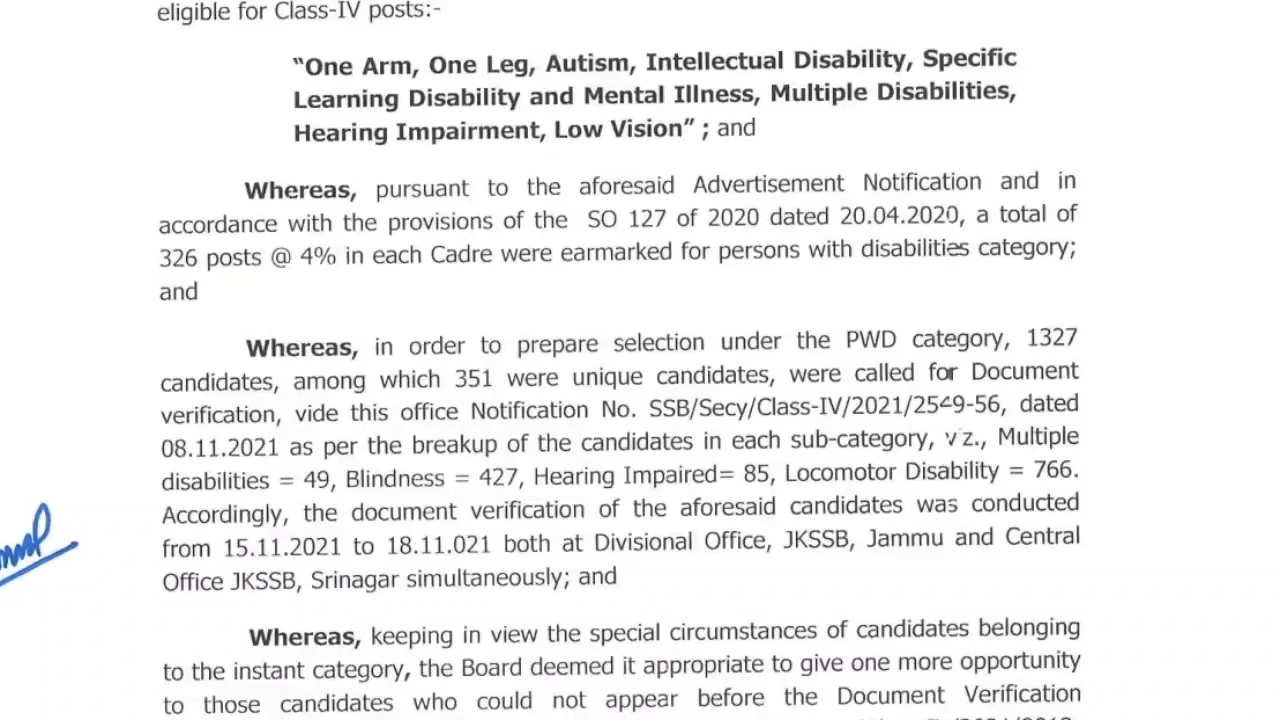 eligible for Class-IV posts:-
"One Arm, One Leg, Autism, Intellectual Disability, Specific
Learning Disability and Mental Illness, Multiple Disabilities,
Hearing Impairment, Low Vision" ; and
Whereas, pursuant to the aforesaid Advertisement Notification and in
accordance with the provisions of the SO 127 of 2020 dated 20.04.2020, a total of
326 posts @ 4% in each Cadre were earmarked for persons with disabilities category;
and
Whereas, in order to prepare selection under the PWD category, 1327
candidates, among which 351 were unique candidates, were called for Document
verification, vide this office Notification No. SSB/Secy/Class-IV/2021/2549-56, dated
08.11.2021 as per the breakup of the candidates in each sub-category, v z., Multiple
disabilities = 49, Blindness = 427, Hearing Impaired= 85, Locomotor Disability = 766.
Accordingly, the document verification of the aforesaid candidates was conducted
from 15.11.2021 to 18.11.021 both at Divisional Office, JKSSB, Jammu and Central
Office JKSSB, Srinagar simultaneously; and
Whereas, keeping in view the special circumstances of candidates belonging
to the instant category, the Board deemed it appropriate to give one more opportunity
to those candidates who could not appear before the Document Verification